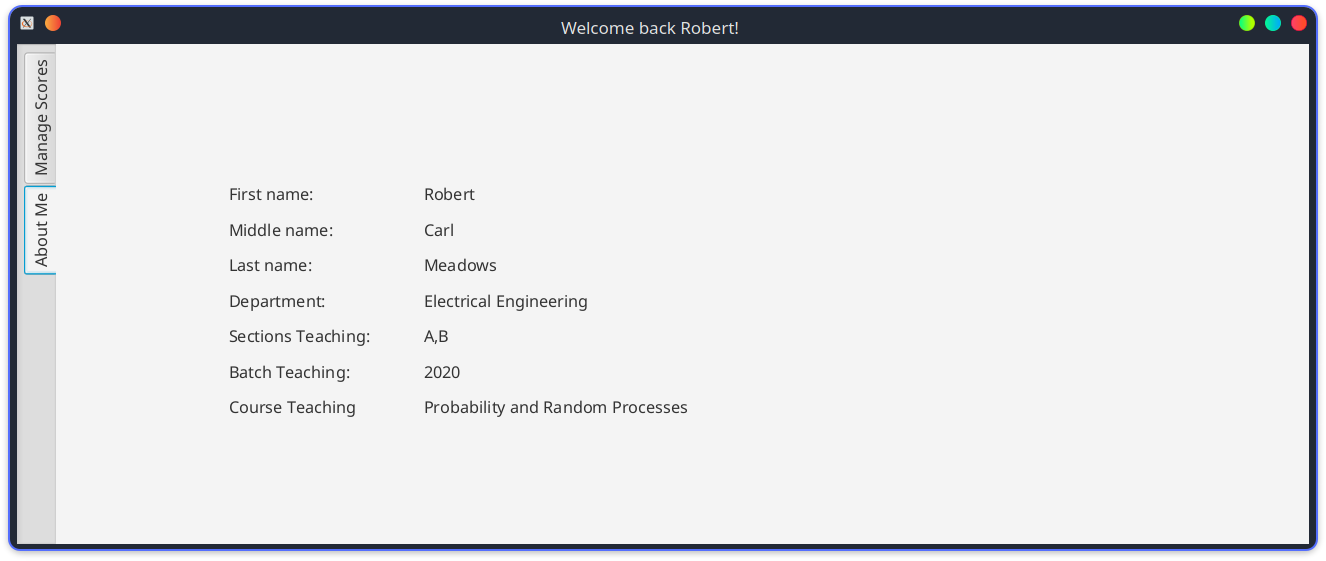 Welcome back Robert!
Manage Scores
About Me
First name: Robert
Middle name: Carl
Last name: Meadows
Department: Electrical Engineering
Sections Teaching: A,B
Batch Teaching: 2020
Course Teaching Probability and Random Processes